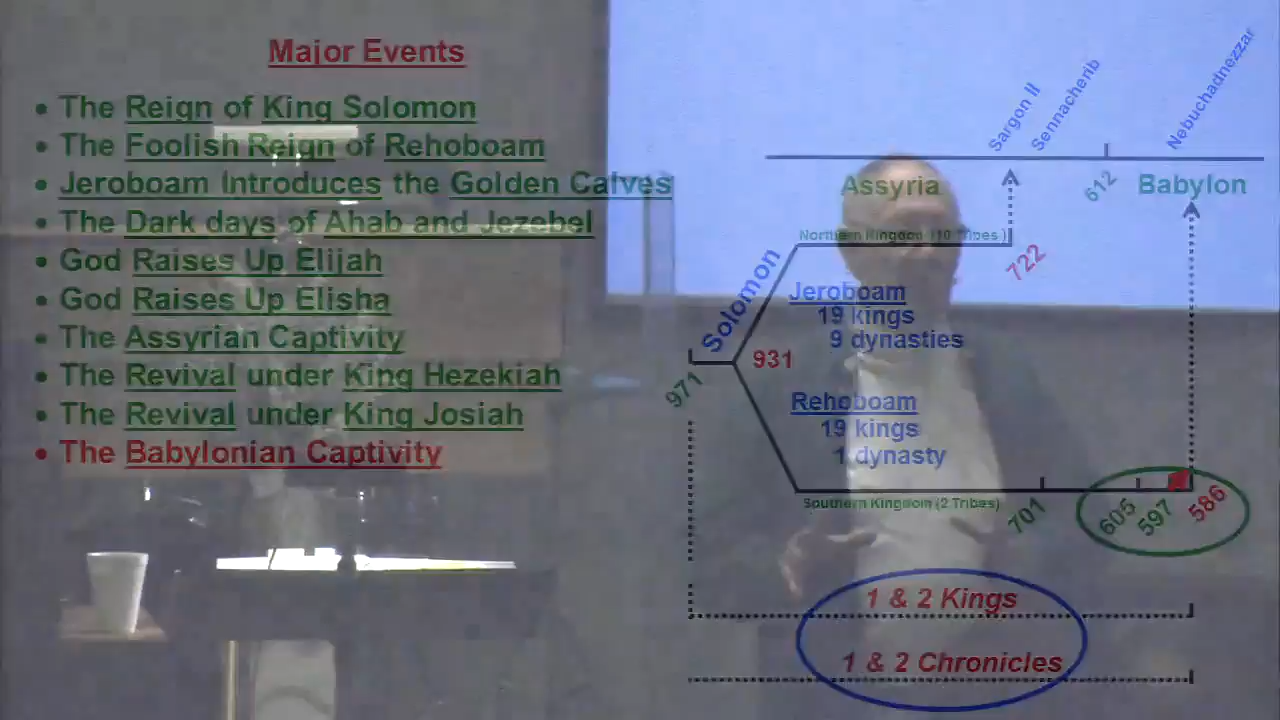 Major Events
• The Reign of King Solomon
• The Foolish Reign of Rehoboam
• Jeroboam Introduces the Golden Calves
• The Dark days of Ahab and Jezebel
• God Raises Up Elijah
• God Raises Up Elisha
• The Assyrian Captivity
• The Revival under King Hezekiah
• The Revival under King Josiah
• The Babylonian Captivity
Sargon II
Sennacherib
Nebuchadnezzar
Assyria
612
Babylon
Northern Kingdom (10 Tribes)
722
Solomon
Jeroboam
19 kings
9 dynasties
971
931
Rehoboam
19 kings
1 dynasty
Southern Kingdom (2 Tribes)
701
605
597
586
1 & 2 Kings
1 & 2 Chronicles